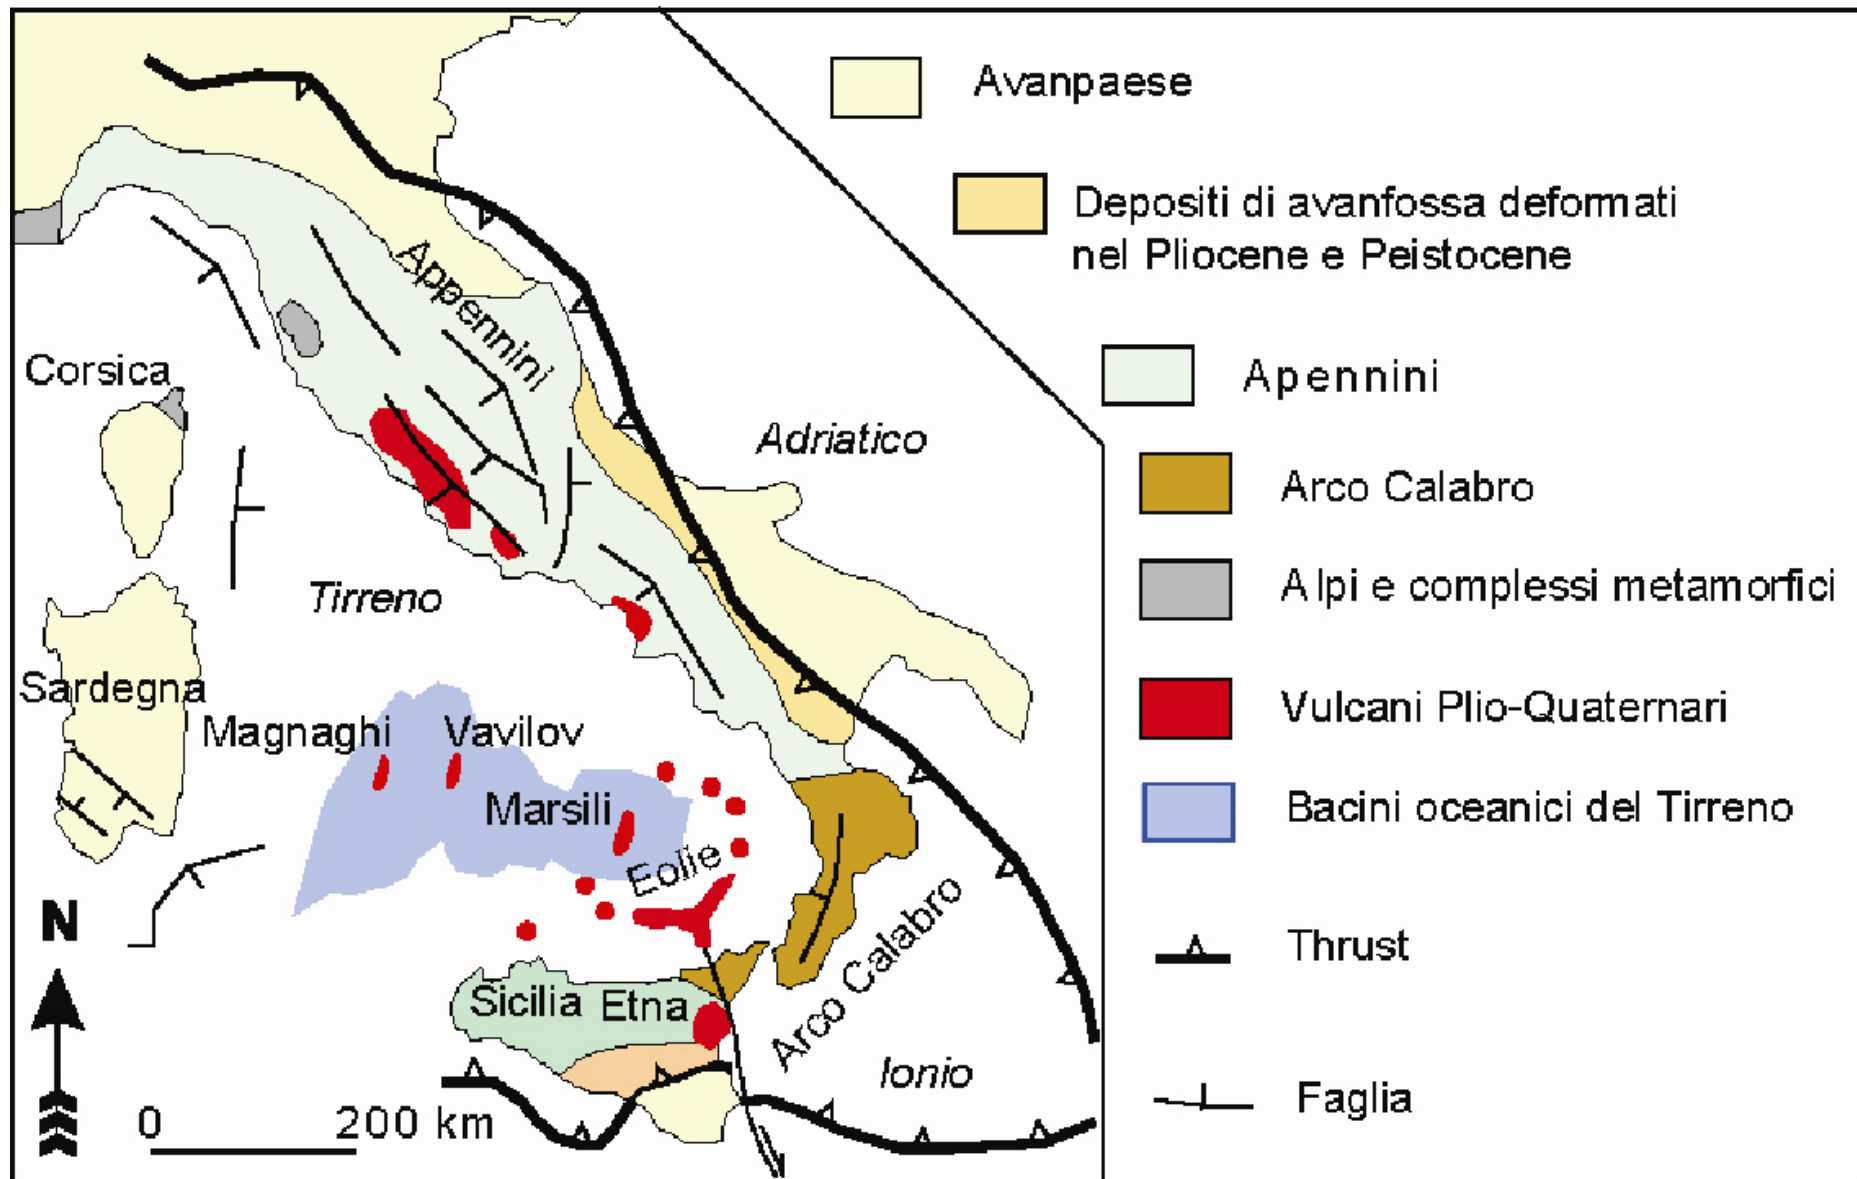 Avanpaese
Depositi di avanfossa deformati
nel Pliocene e Peistocene
Apennini
Arco Calabro
Alpi e complessi metamorfici
Vulcani Plio-Quaternari
Bacini oceanici del Tirreno
Thrust
Faglia
Appennini
Corsica
Adriatico
Tirreno
Sardegna
Magnaghi
Vavilov
Marsili
Eolie
Arco Calabro
Sicilia
Etna
Ionio
N
0
200 km